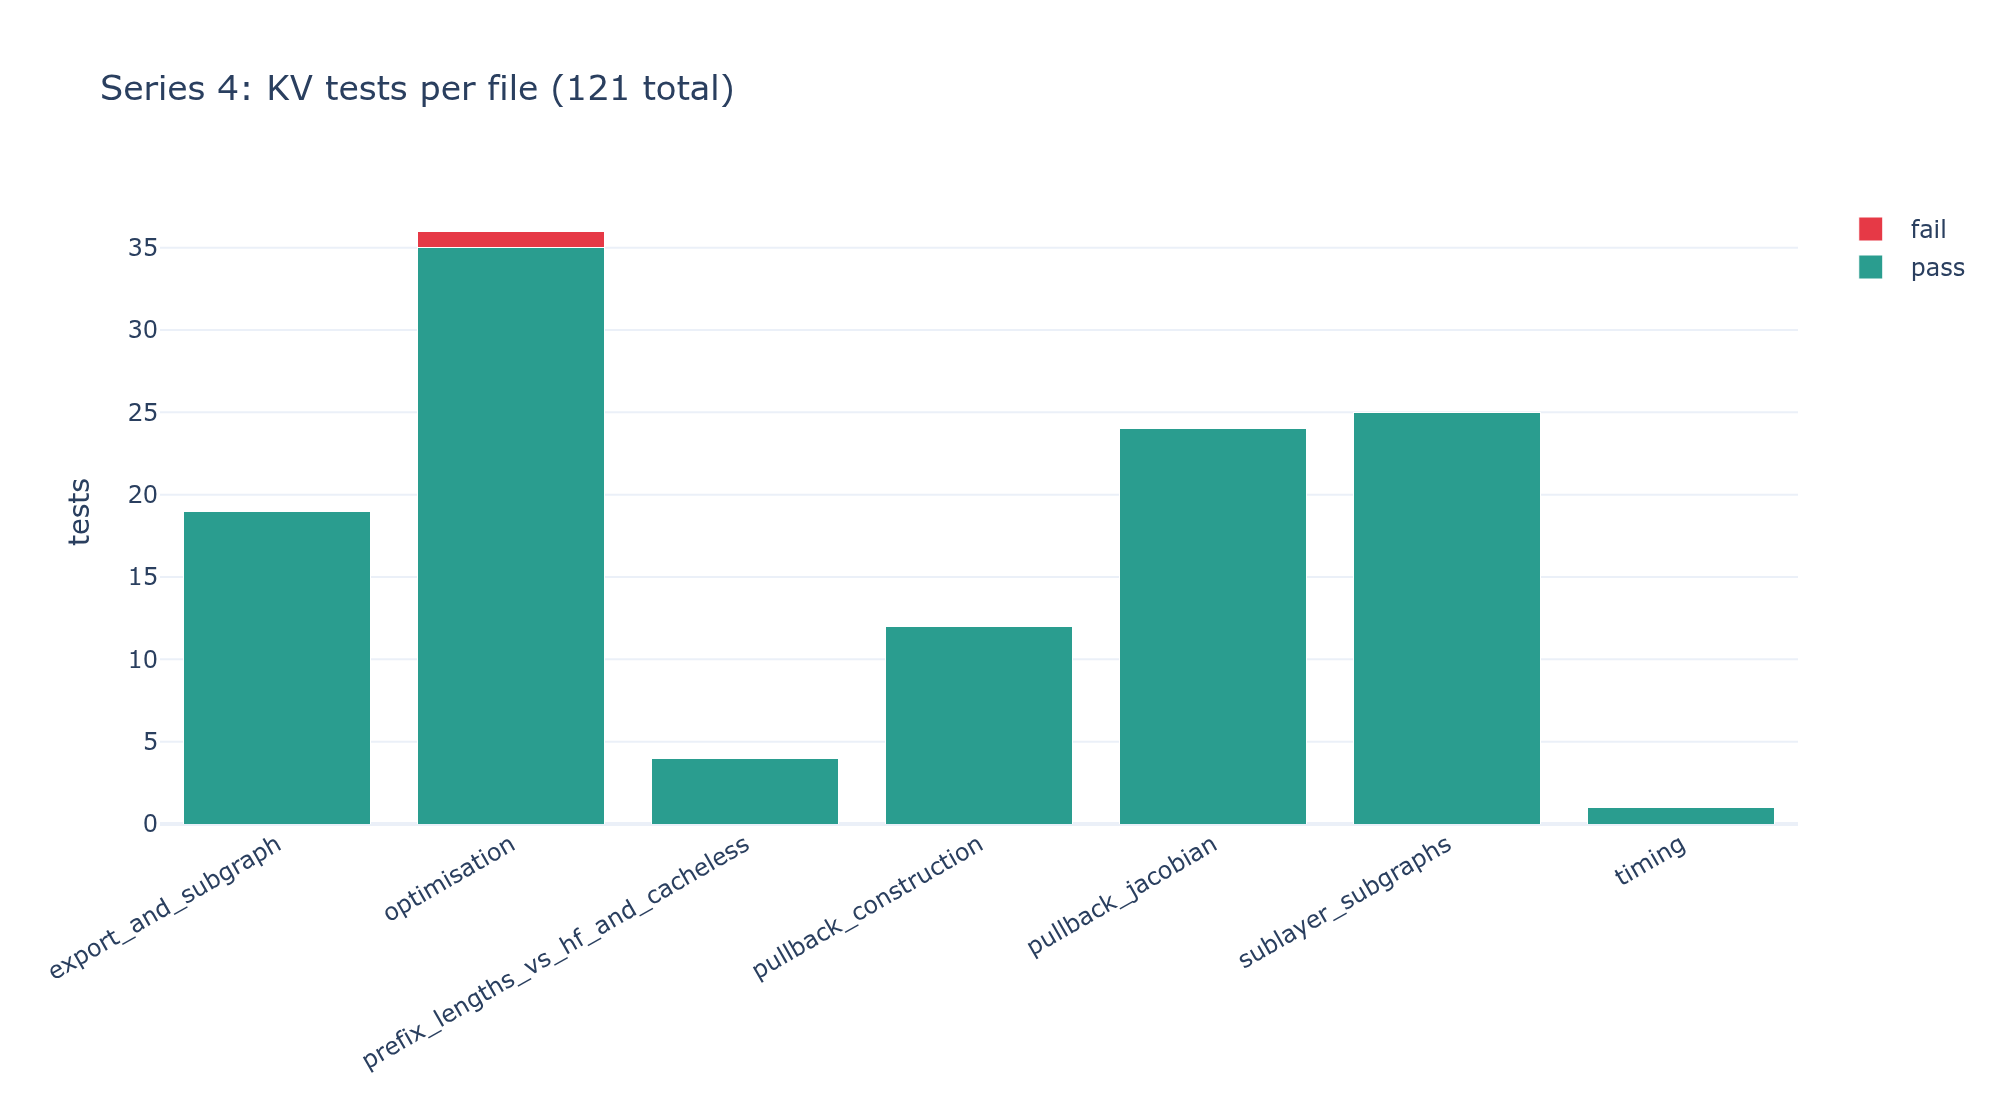 Series 4: KV tests per file (121 total)
fail
pass
tests
35
30
25
20
15
10
5
0
export_and_subgraph
optimisation
prefix_lengths_vs_hf_and_cacheless
pullback_construction
pullback_jacobian
sublayer_subgraphs
timing